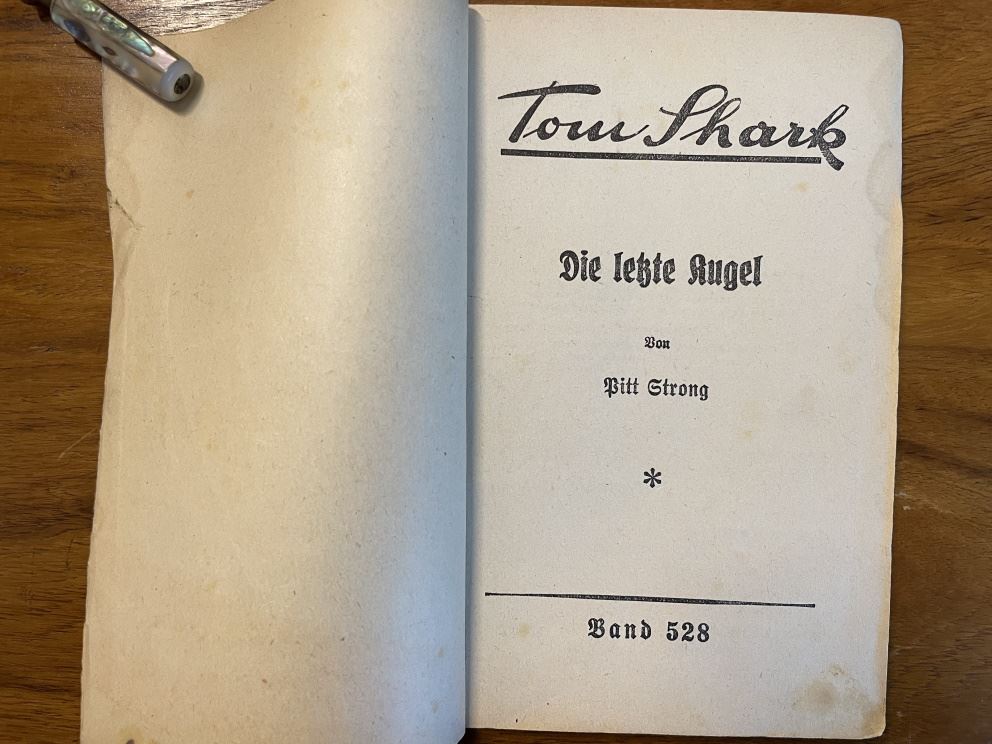 Tom Shark
Die letzte Kugel
Von
Pitt Strong
*
Band 528